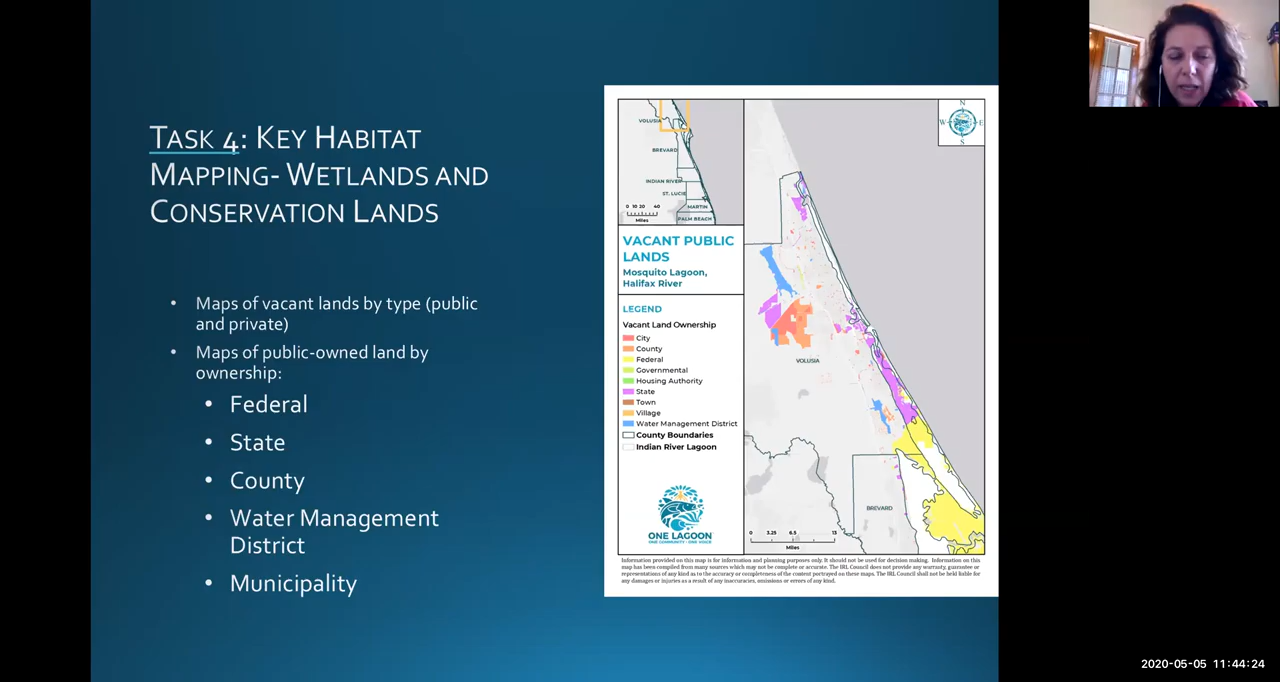 TASK 4: KEY HABITAT
MAPPING- WETLANDS AND
CONSERVATION LANDS
• Maps of vacant lands by type (public
and private)
• Maps of public-owned land by
ownership:
• Federal
• State
• County
• Water Management
District
• Municipality
VOLUSIA
BREVARD
INDIAN RIVER
ST. LUCIE
MARTIN
PALM BEACH
0 10 20 40
Miles
VACANT PUBLIC
LANDS
Mosquito Lagoon,
Halifax River
LEGEND
Vacant Land Ownership
City
County
Federal
Governmental
Housing Authority
State
Town
Village
Water Management District
County Boundaries
Indian River Lagoon
ONE LAGOON
ONE COMMUNITY · ONE VOICE
N
W E
S
VOLUSIA
BREVARD
0 3.25 6.5 13
Miles
Information provided on this map is for information and planning purposes only. It should not be used for decision making. Information on this
map has been compiled from many sources which may not be complete or accurate. The IRL Council does not provide any warranty, guarantee or
representations of any kind as to the accuracy or completeness of the content portrayed on these maps. The IRL Council shall not be held liable for
any damages or injuries as a result of any inaccuracies, omissions or errors of any kind.
2020-05-05 11:44:24